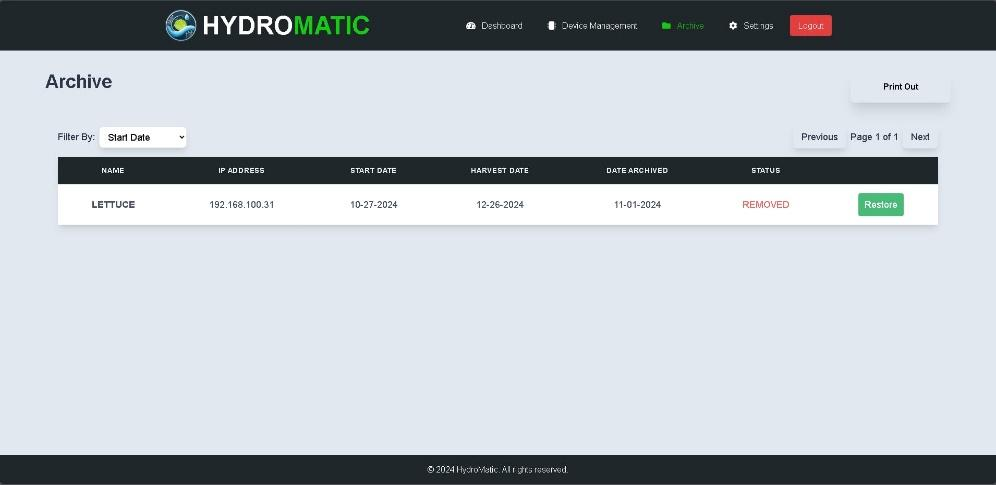 HYDROMATIC
Dashboard Device Management Archive Settings Logout
Archive
Print Out
Filter By: Start Date
Previous Page 1 of 1 Next
NAME IP ADDRESS START DATE HARVEST DATE DATE ARCHIVED STATUS
LETTUCE 192.168.100.31 10-27-2024 12-26-2024 11-01-2024 REMOVED Restore
© 2024 HydroMatic. All rights reserved.